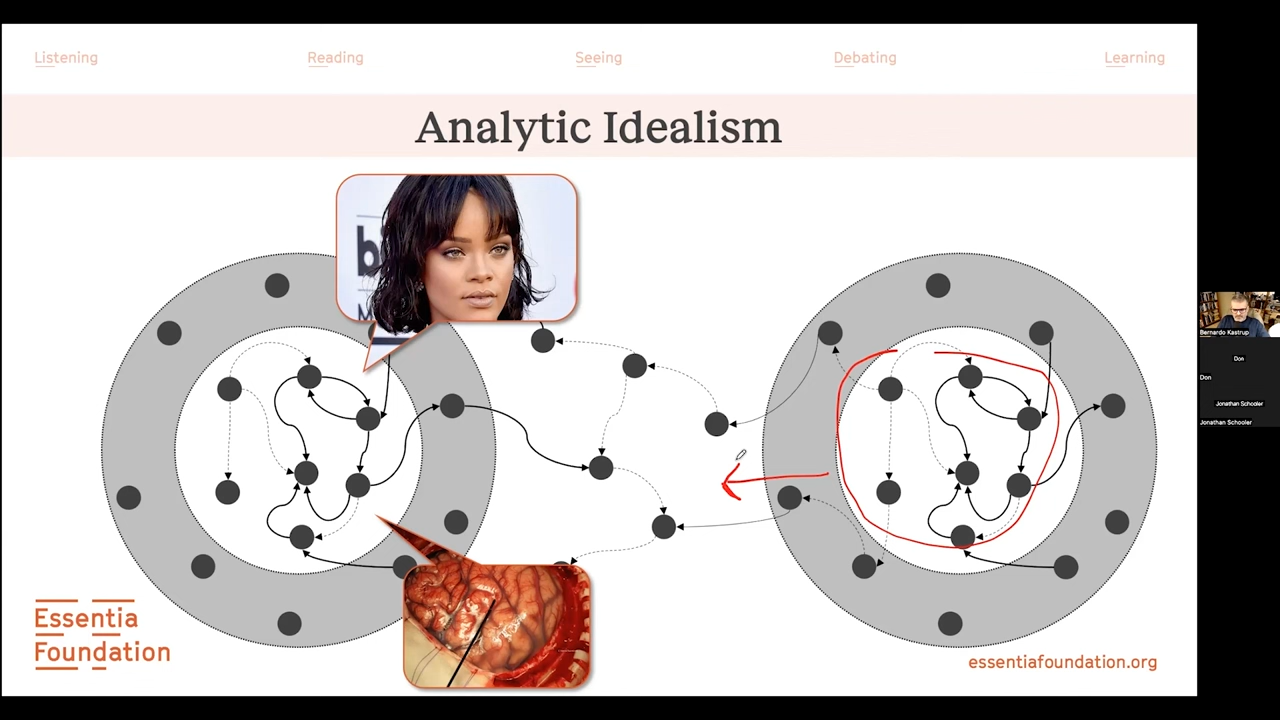 Listening
Reading
Seeing
Debating
Learning
Analytic Idealism
b
M
Essentia
Foundation
essentiafoundation.org
Bernardo Kastrup
Don
Don
Jonathan Schooler
Jonathan Schooler